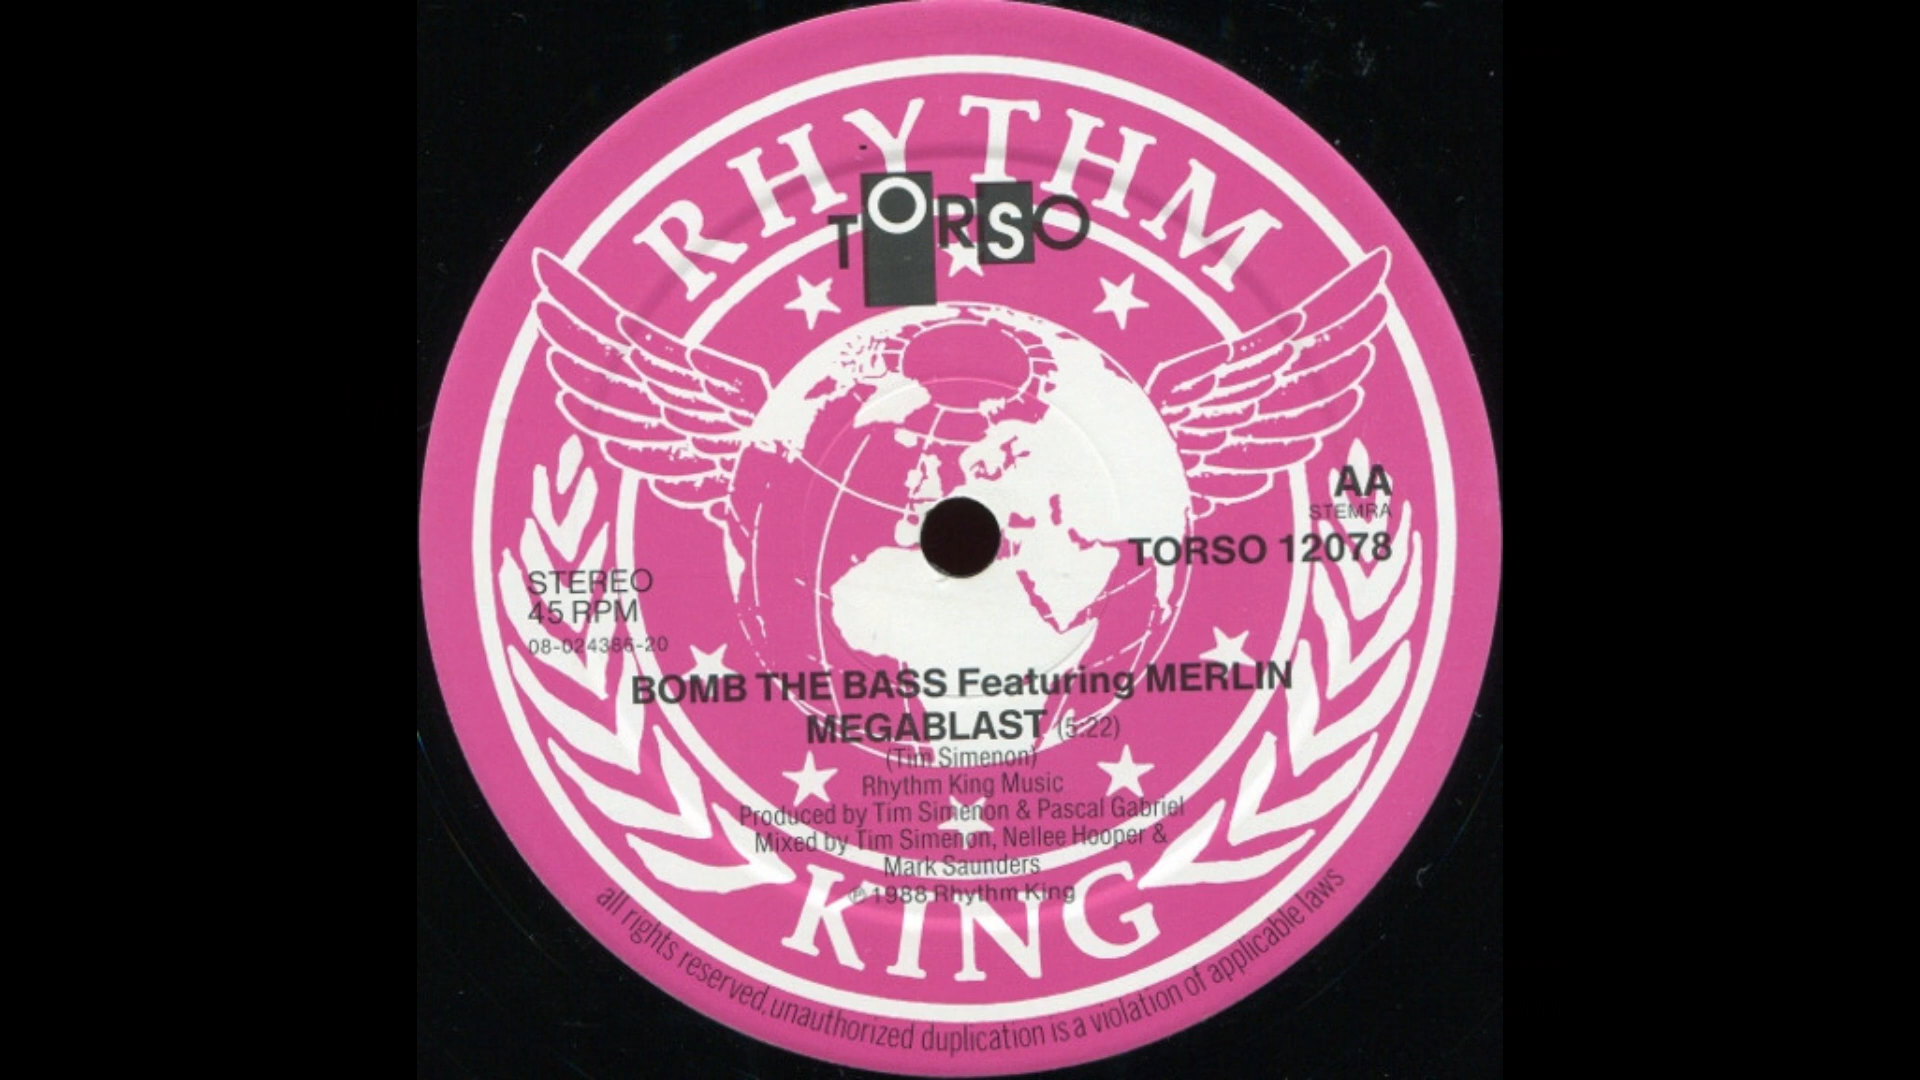 RHYTHM
TORSO
AA
STEMRA
TORSO 12078
STEREO
45 RPM
08-024386-20
BOMB THE BASS Featuring MERLIN
MEGABLAST (5:22)
(Tim Simenon)
Rhythm King Music
Produced by Tim Simenon & Pascal Gabriel
Mixed by Tim Simenon, Nellee Hooper &
Mark Saunders
℗ 1988 Rhythm King
KING
all rights reserved, unauthorized duplication is a violation of applicable laws